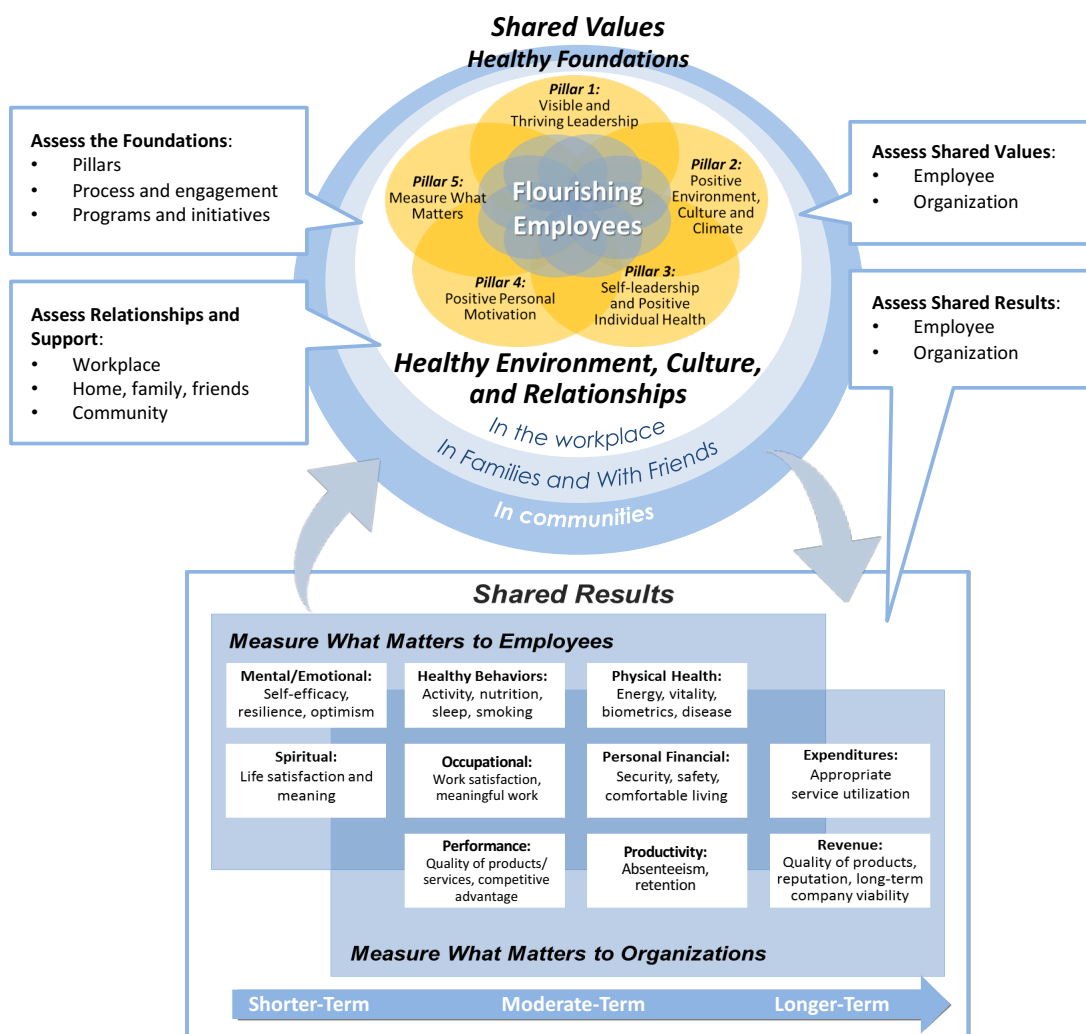 Shared Values
Healthy Foundations
Pillar 1:
Visible and
Thriving Leadership
Pillar 2:
Positive
Environment,
Culture and
Climate
Pillar 3:
Self-leadership
and Positive
Individual Health
Pillar 4:
Positive Personal
Motivation
Pillar 5:
Measure What
Matters
Flourishing
Employees
Healthy Environment, Culture,
and Relationships
In the workplace
In Families and With Friends
In communities
Assess the Foundations:
• Pillars
• Process and engagement
• Programs and initiatives
Assess Relationships and
Support:
• Workplace
• Home, family, friends
• Community
Assess Shared Values:
• Employee
• Organization
Assess Shared Results:
• Employee
• Organization
Shared Results
Measure What Matters to Employees
Mental/Emotional:
Self-efficacy,
resilience, optimism
Healthy Behaviors:
Activity, nutrition,
sleep, smoking
Physical Health:
Energy, vitality,
biometrics, disease
Spiritual:
Life satisfaction and
meaning
Occupational:
Work satisfaction,
meaningful work
Personal Financial:
Security, safety,
comfortable living
Expenditures:
Appropriate
service utilization
Performance:
Quality of products/
services, competitive
advantage
Productivity:
Absenteeism,
retention
Revenue:
Quality of products,
reputation, long-term
company viability
Measure What Matters to Organizations
Shorter-Term
Moderate-Term
Longer-Term